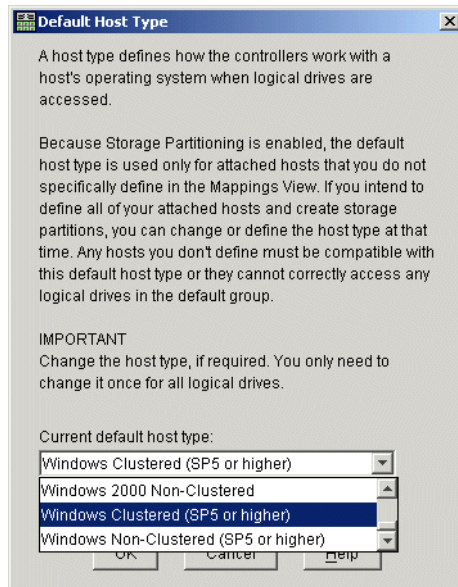 Default Host Type
A host type defines how the controllers work with a
host's operating system when logical drives are
accessed.
Because Storage Partitioning is enabled, the default
host type is used only for attached hosts that you do not
specifically define in the Mappings View. If you intend to
define all of your attached hosts and create storage
partitions, you can change or define the host type at that
time. Any hosts you don't define must be compatible with
this default host type or they cannot correctly access any
logical drives in the default group.
IMPORTANT
Change the host type, if required. You only need to
change it once for all logical drives.
Current default host type:
Windows Clustered (SP5 or higher)
Windows 2000 Non-Clustered
Windows Clustered (SP5 or higher)
Windows Non-Clustered (SP5 or higher)
OK Cancel Help